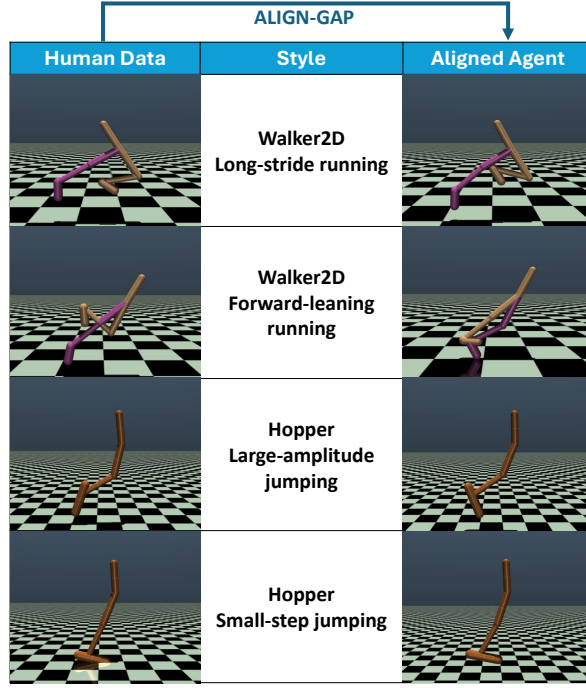 ALIGN-GAP
Human Data
Style
Aligned Agent
Walker2D
Long-stride running
Walker2D
Forward-leaning
running
Hopper
Large-amplitude
jumping
Hopper
Small-step jumping